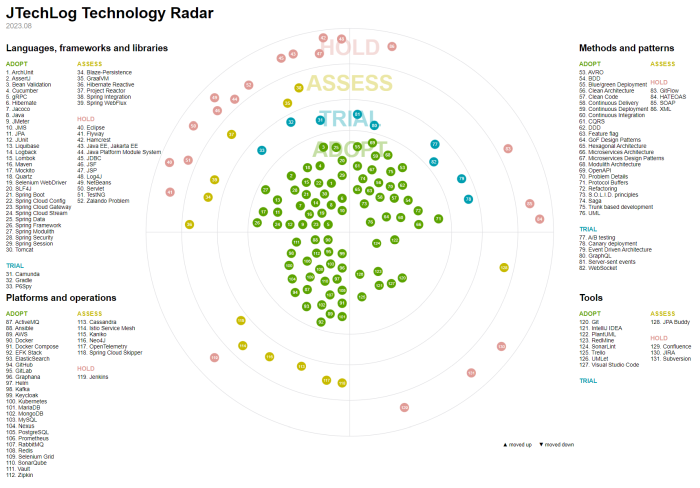 JTechLog Technology Radar
2023.08
Languages, frameworks and libraries
ADOPT
1. ArchUnit
2. AssertJ
3. Bean Validation
4. Cucumber
5. gRPC
6. Hibernate
7. Jacoco
8. Java
9. JMeter
10. JMS
11. JPA
12. JUnit
13. Liquibase
14. Logback
15. Lombok
16. Maven
17. Mockito
18. Quartz
19. Selenium WebDriver
20. SLF4J
21. Spring Boot
22. Spring Cloud Config
23. Spring Cloud Gateway
24. Spring Cloud Stream
25. Spring Data
26. Spring Framework
27. Spring Modulith
28. Spring Security
29. Spring Session
30. Tomcat
TRIAL
31. Camunda
32. Gradle
33. P6Spy
ASSESS
34. Blaze-Persistence
35. GraalVM
36. Hibernate Reactive
37. Project Reactor
38. Spring Integration
39. Spring WebFlux
HOLD
40. Eclipse
41. Flyway
42. Hamcrest
43. Java EE, Jakarta EE
44. Java Platform Module System
45. JDBC
46. JSF
47. JSP
48. Log4J
49. NetBeans
50. Servlet
51. TestNG
52. Zalando Problem
HOLD
ASSESS
TRIAL
ADOPT
Methods and patterns
ADOPT
53. AVRO
54. BDD
55. Bluegreen Deployment
56. Clean Architecture
57. Clean Code
58. Continuous Delivery
59. Continuous Deployment
60. Continuous Integration
61. CQRS
62. DDD
63. Feature flag
64. GoF Design Patterns
65. Hexagonal Architecture
66. Microservices Architecture
67. Microservices Design Patterns
68. Modulith Architecture
69. OpenAPI
70. Problem Details
71. Protocol Buffers
72. Refactoring
73. S.O.L.I.D. principles
74. Saga
75. Trunk based development
76. UML
TRIAL
77. A/B testing
78. Canary deployment
79. Event Driven Architecture
80. GraphQL
81. Server-sent events
82. WebSocket
ASSESS
HOLD
83. GitFlow
84. HATEOAS
85. SOAP
86. XML
Platforms and operations
ADOPT
87. ActiveMQ
88. Ansible
89. AWS
90. Docker
91. Docker Compose
92. EFK Stack
93. ElasticSearch
94. GitHub
95. GitLab
96. Graphana
97. Helm
98. Kafka
99. Keycloak
100. Kubernetes
101. MariaDB
102. MongoDB
103. MySQL
104. Nexus
105. PostgreSQL
106. Prometheus
107. RabbitMQ
108. Redis
109. Selenium Grid
110. SonarQube
111. Vault
112. Zipkin
ASSESS
113. Cassandra
114. Istio Service Mesh
115. Kaniko
116. Neo4J
117. OpenTelemetry
118. Spring Cloud Skipper
HOLD
119. Jenkins
Tools
ADOPT
120. Git
121. IntelliJ IDEA
122. PlantUML
123. RedMine
124. SonarLint
125. Trello
126. UMLet
127. Visual Studio Code
TRIAL
ASSESS
128. JPA Buddy
HOLD
129. Confluence
130. JIRA
131. Subversion
▲ moved up ▼ moved down